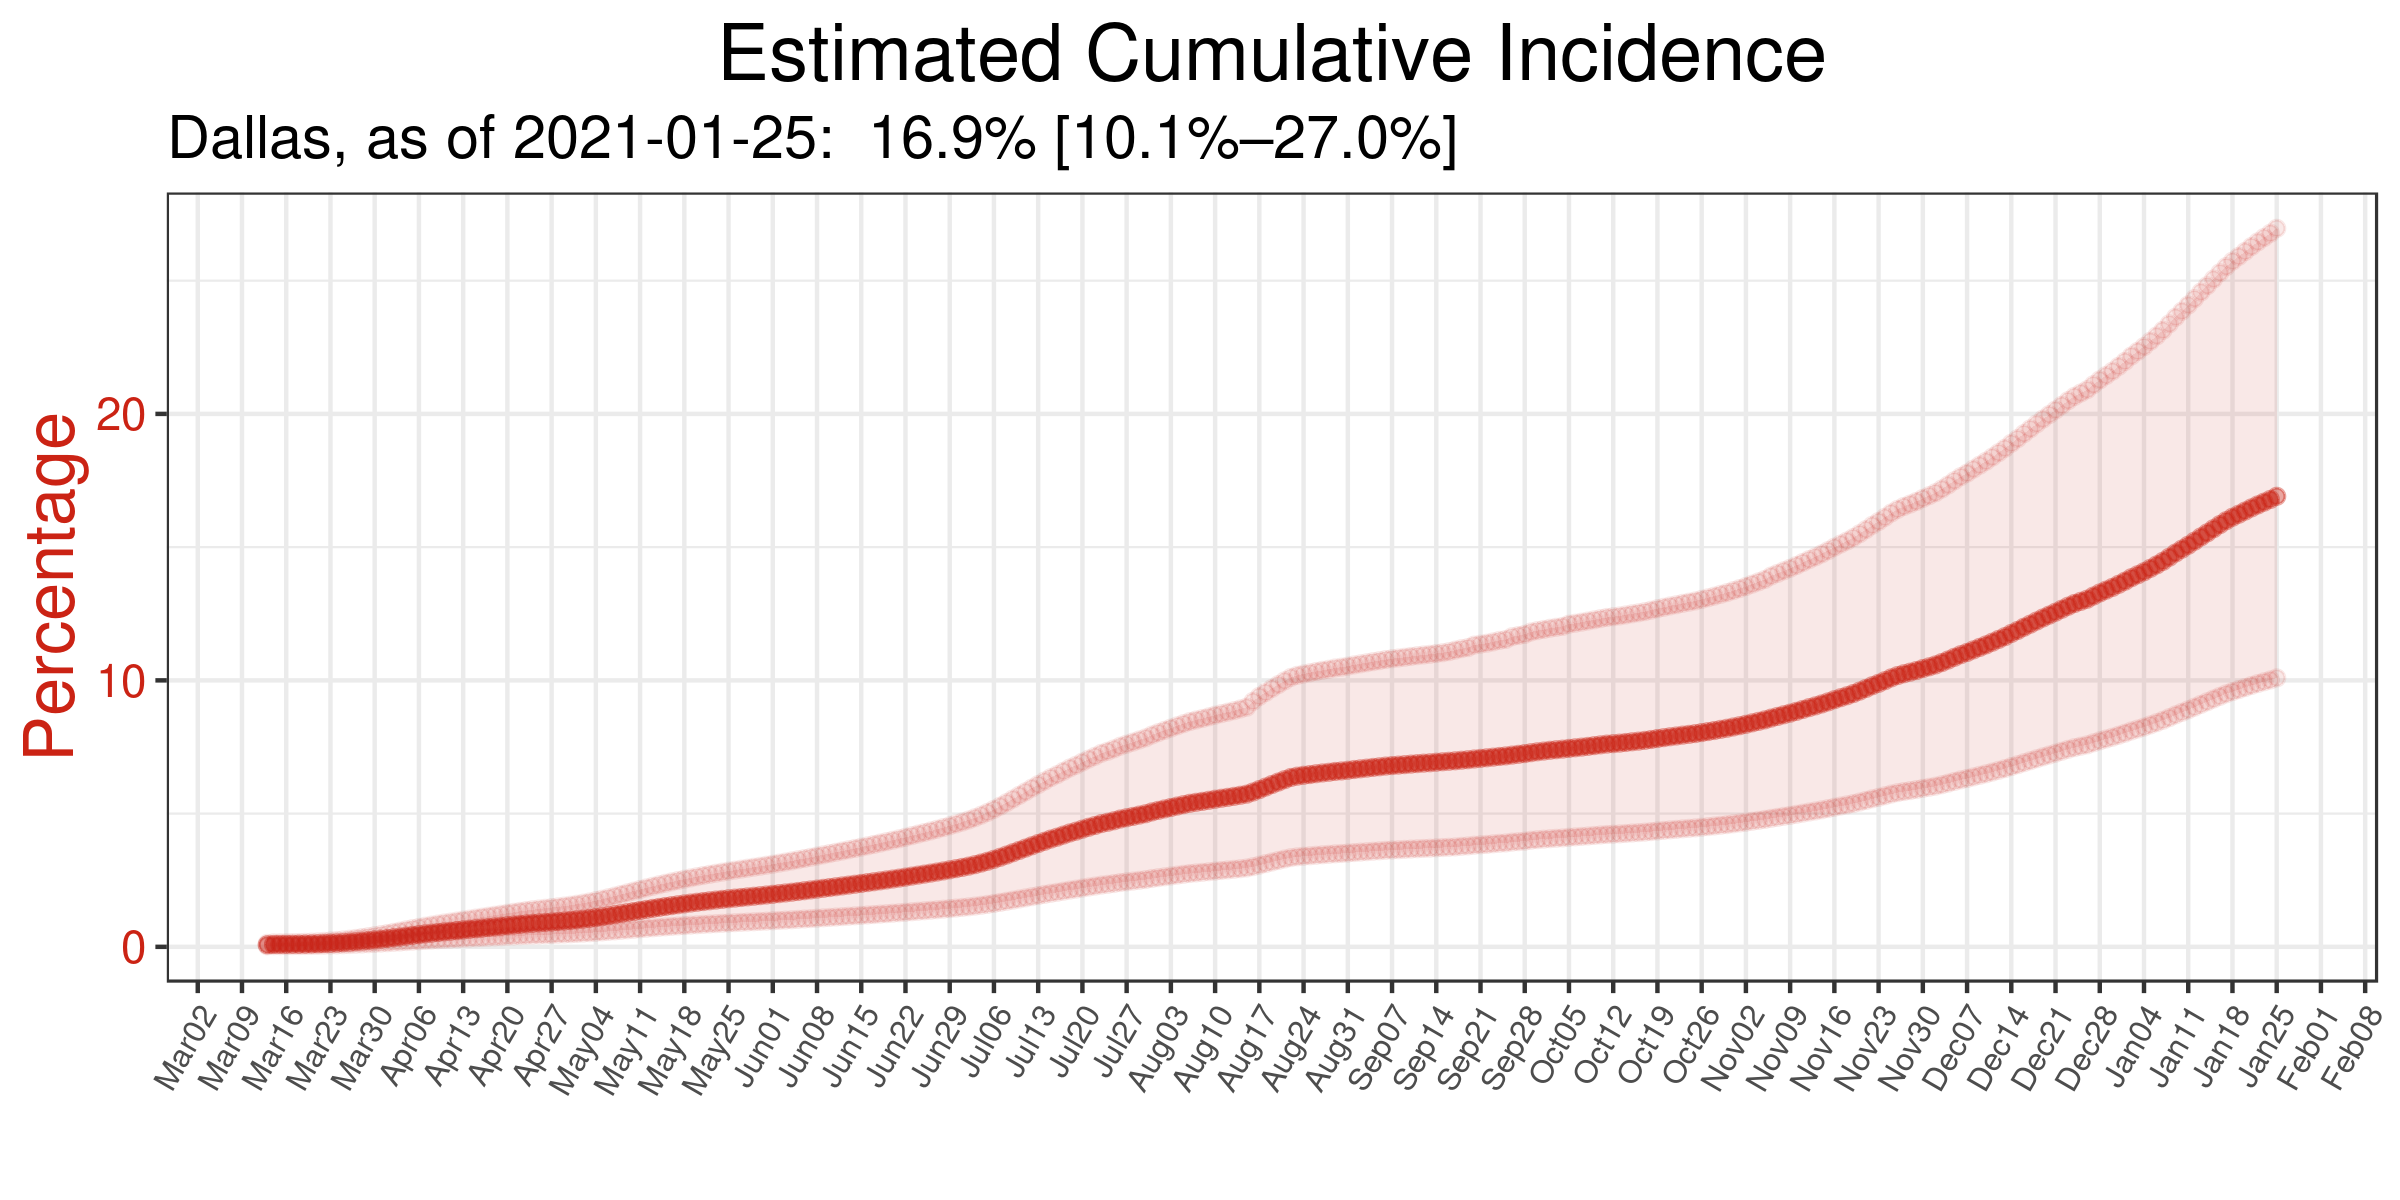 Estimated Cumulative Incidence
Dallas, as of 2021-01-25:  16.9% [10.1%–27.0%]
Percentage
20
10
0
Mar02
Mar09
Mar16
Mar23
Mar30
Apr06
Apr13
Apr20
Apr27
May04
May11
May18
May25
Jun01
Jun08
Jun15
Jun22
Jun29
Jul06
Jul13
Jul20
Jul27
Aug03
Aug10
Aug17
Aug24
Aug31
Sep07
Sep14
Sep21
Sep28
Oct05
Oct12
Oct19
Oct26
Nov02
Nov09
Nov16
Nov23
Nov30
Dec07
Dec14
Dec21
Dec28
Jan04
Jan11
Jan18
Jan25
Feb01
Feb08